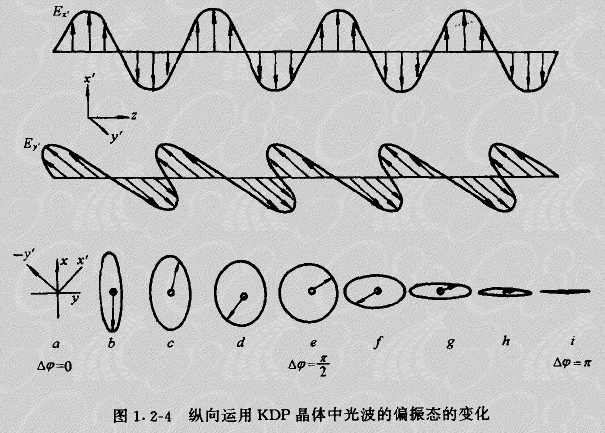 Ex'
x'
z
y'
Ey'
-y' x x'
y
a b c d e f g h i
Δφ=0 Δφ=π/2 Δφ=π
图 1.2-4 纵向运用 KDP 晶体中光波的偏振态的变化